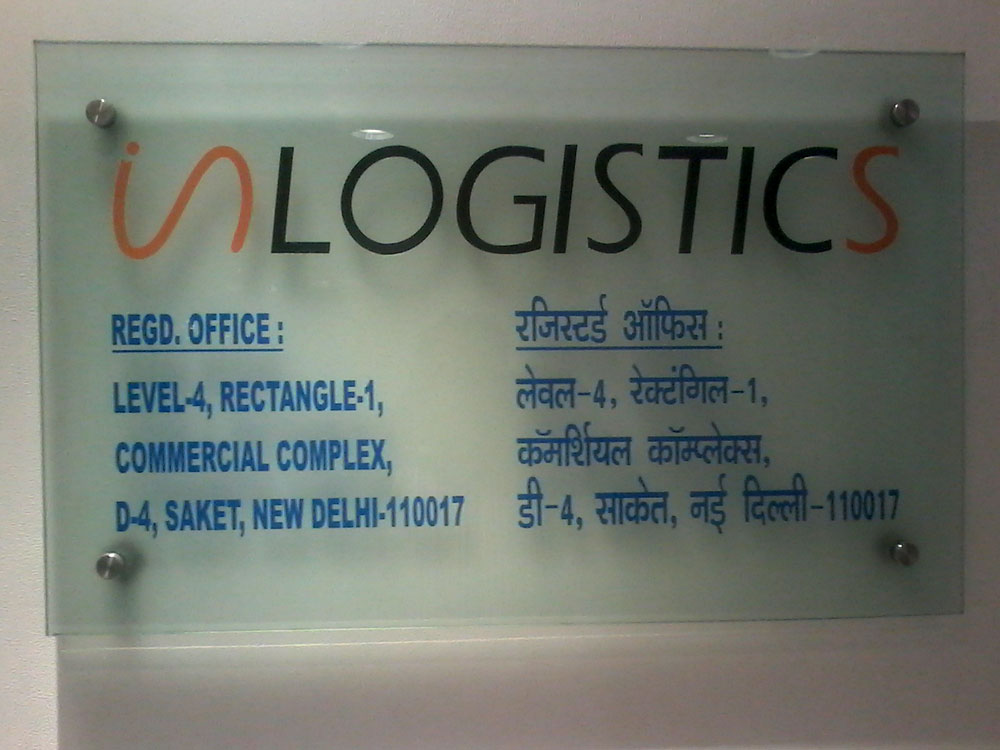 inLOGISTICS
REGD. OFFICE :
LEVEL-4, RECTANGLE-1,
COMMERCIAL COMPLEX,
D-4, SAKET, NEW DELHI-110017
रजिस्टर्ड ऑफिस :
लेवल-4, रेक्टंगिल-1,
कॅमर्शियल कॉम्प्लेक्स,
डी-4, साकेत, नई दिल्ली-110017